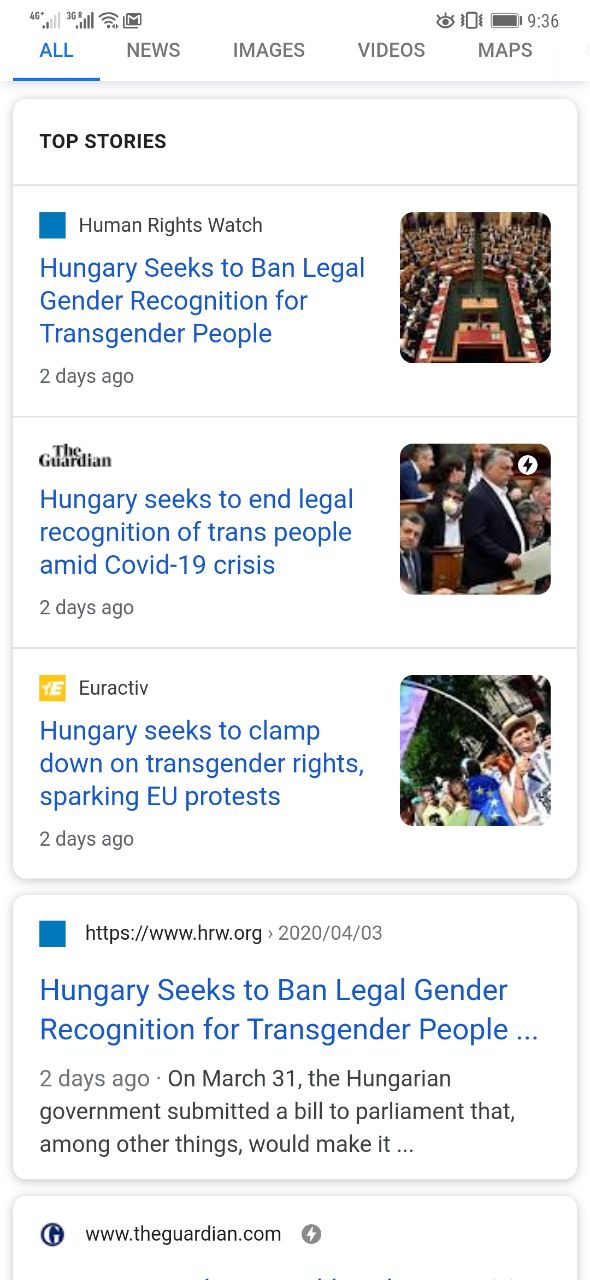 4G+ 3G R 9:36
ALL NEWS IMAGES VIDEOS MAPS
TOP STORIES
Human Rights Watch
Hungary Seeks to Ban Legal
Gender Recognition for
Transgender People
2 days ago
The
Guardian
Hungary seeks to end legal
recognition of trans people
amid Covid-19 crisis
2 days ago
Euractiv
Hungary seeks to clamp
down on transgender rights,
sparking EU protests
2 days ago
https://www.hrw.org › 2020/04/03
Hungary Seeks to Ban Legal Gender
Recognition for Transgender People ...
2 days ago · On March 31, the Hungarian
government submitted a bill to parliament that,
among other things, would make it ...
www.theguardian.com